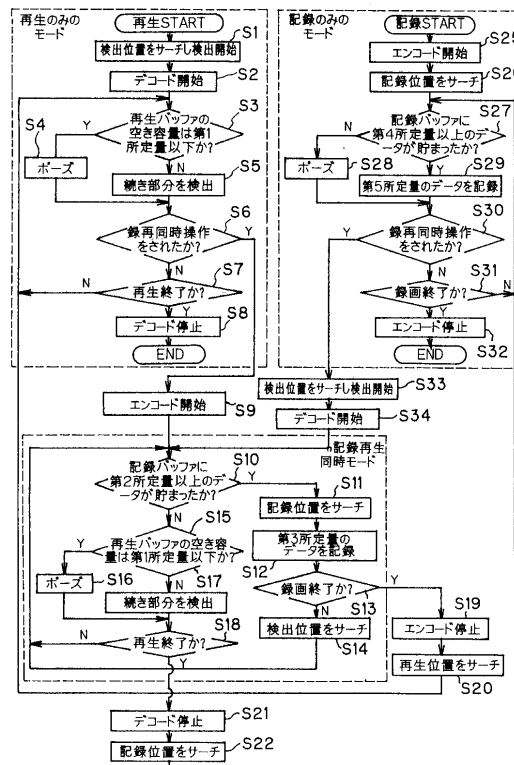 再生のみの
モード
再生START
S1
検出位置をサーチし検出開始
S2
デコード開始
S3
再生バッファの
空き容量は第1
所定量以下か?
Y
N
S4
ポーズ
S5
続き部分を検出
S6
録再同時操作
をされたか?
Y
N
S7
再生終了か?
N
Y
S8
デコード停止
END
記録のみの
モード
記録START
S25
エンコード開始
S26
記録位置をサーチ
S27
記録バッファに
第4所定量以上のデー
タが貯まったか?
N
Y
S28
ポーズ
S29
第5所定量のデータを記録
S30
録再同時操作
をされたか?
Y
N
S31
録画終了か?
N
Y
エンコード停止
S32
END
エンコード開始
S9
検出位置をサーチし検出開始
S33
デコード開始
S34
記録再生
同時モード
S10
記録バッファに
第2所定量以上のデー
タが貯まったか?
Y
N
S11
記録位置をサーチ
第3所定量の
データを記録
S12
録画終了か?
S13
Y
N
検出位置をサーチ
S14
S15
再生バッファの空き容
量は第1所定量以下か?
Y
N
ポーズ
S16
S17
続き部分を検出
再生終了か?
S18
N
Y
S19
エンコード停止
再生位置をサーチ
S20
デコード停止
S21
記録位置をサーチ
S22